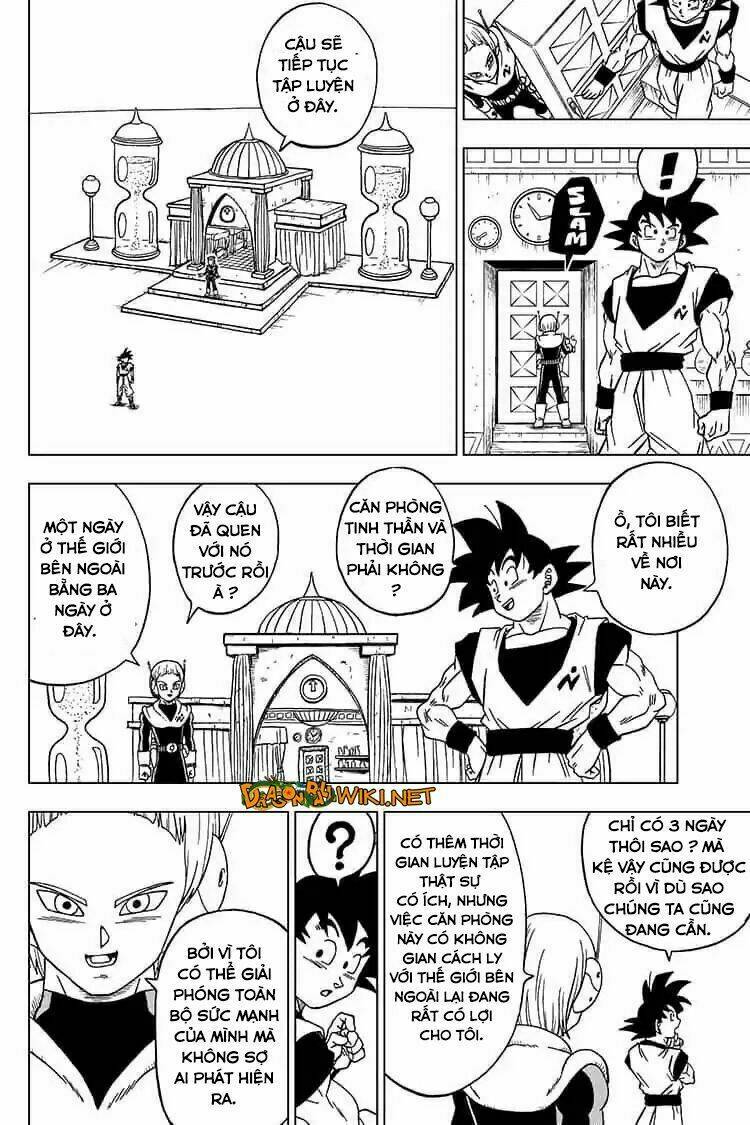 SLAM
!
CẬU SẼ
TIẾP TỤC
TẬP LUYỆN
Ở ĐÂY.
Ồ, TÔI BIẾT
RẤT NHIỀU
VỀ NƠI
NÀY.
CĂN PHÒNG
TINH THẦN VÀ
THỜI GIAN
PHẢI KHÔNG ?
VẬY CẬU
ĐÃ QUEN
VỚI NÓ
TRƯỚC RỒI
À ?
MỘT NGÀY
Ở THẾ GIỚI
BÊN NGOÀI
BẰNG BA
NGÀY Ở
ĐÂY.
DRAGON BALL WIKI.NET
CHỈ CÓ 3 NGÀY
THÔI SAO ? MÀ
KỆ VẬY CŨNG ĐƯỢC
RỒI VÌ DÙ SAO
CHÚNG TA CŨNG
ĐANG CẦN.
CÓ THÊM THỜI
GIAN LUYỆN TẬP
THẬT SỰ
CÓ ÍCH, NHƯNG
VIỆC CĂN PHÒNG
NÀY CÓ KHÔNG
GIAN CÁCH LY
VỚI THẾ GIỚI BÊN
NGOÀI LẠI ĐANG
RẤT CÓ LỢI
CHO TÔI.
?
BỞI VÌ TÔI
CÓ THỂ GIẢI
PHÓNG TOÀN
BỘ SỨC MẠNH
CỦA MÌNH MÀ
KHÔNG SỢ
AI PHÁT HIỆN
RA.